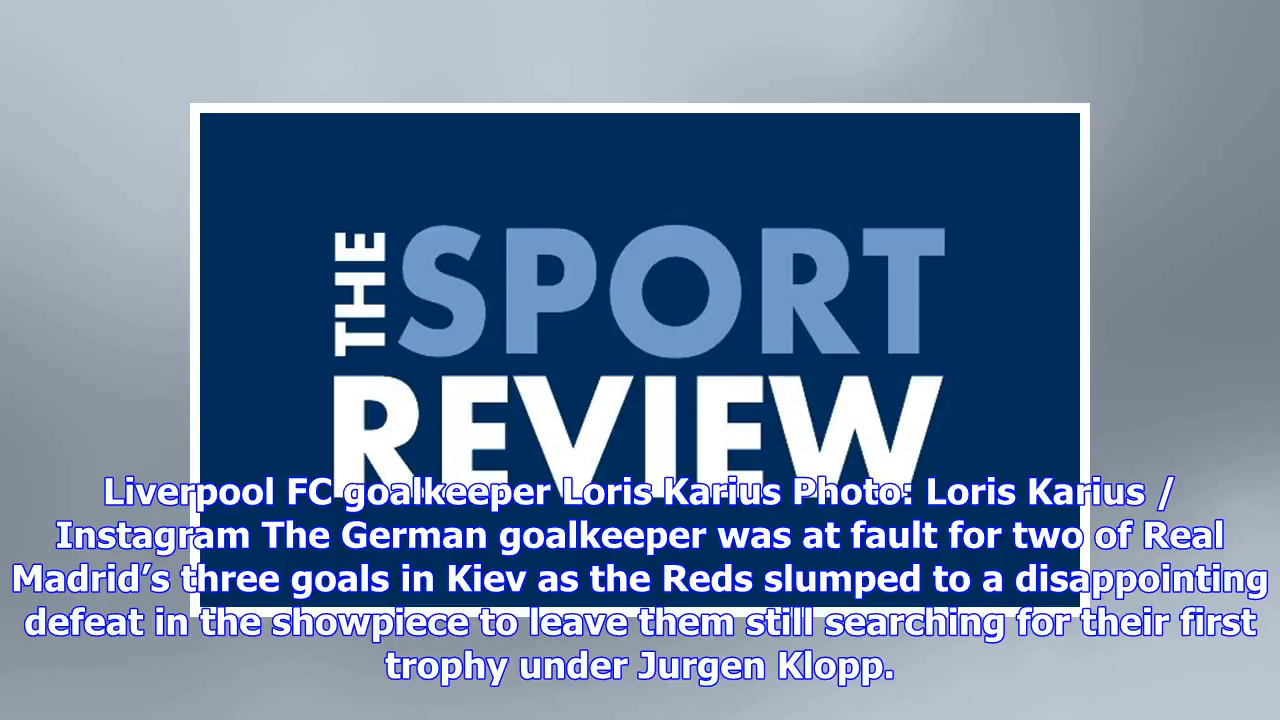 THE
SPORT
REVIEW
Liverpool FC goalkeeper Loris Karius Photo: Loris Karius /
Instagram The German goalkeeper was at fault for two of Real
Madrid’s three goals in Kiev as the Reds slumped to a disappointing
defeat in the showpiece to leave them still searching for their first
trophy under Jurgen Klopp.